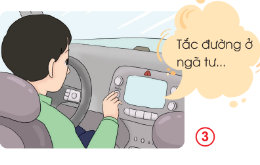 Tắc đường ở
ngã tư...
3